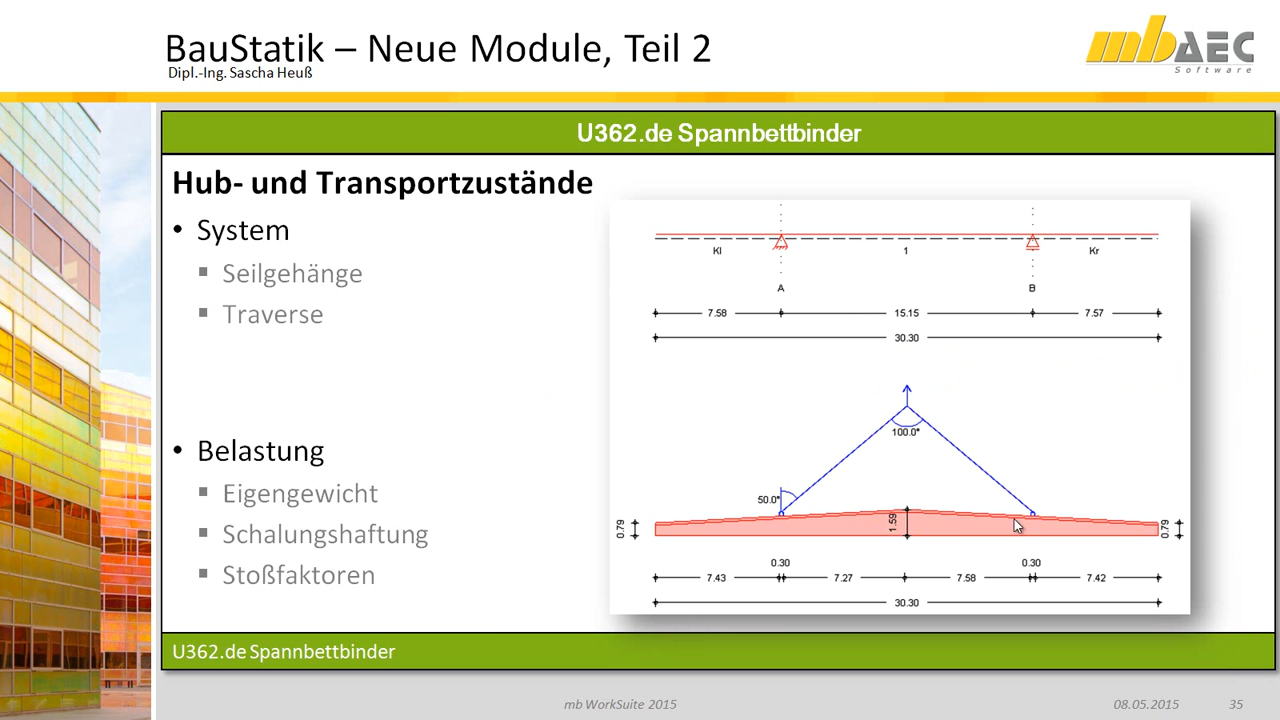 BauStatik – Neue Module, Teil 2
Dipl.-Ing. Sascha Heuß
mbAEC
Software
U362.de Spannbettbinder
Hub- und Transportzustände
• System
▪ Seilgehänge
▪ Traverse
• Belastung
▪ Eigengewicht
▪ Schalungshaftung
▪ Stoßfaktoren
Kl 1 Kr
A B
7.58 15.15 7.57
30.30
100.0°
50.0°
0.79 1.59 0.79
0.30 0.30
7.43 7.27 7.58 7.42
30.30
U362.de Spannbettbinder
mb WorkSuite 2015 08.05.2015 35